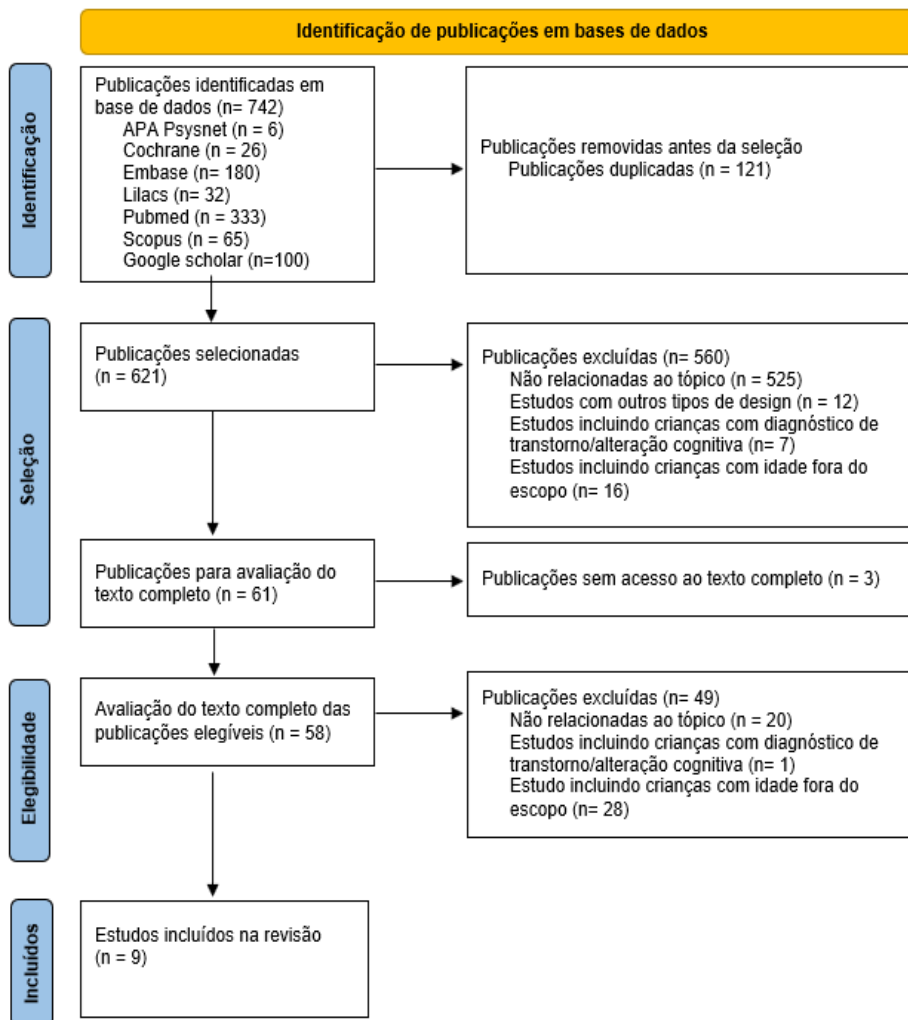 Identificação de publicações em bases de dados
Identificação
Publicações identificadas em
base de dados (n= 742)
APA Psysnet (n = 6)
Cochrane (n = 26)
Embase (n= 180)
Lilacs (n= 32)
Pubmed (n = 333)
Scopus (n = 65)
Google scholar (n=100)
Publicações removidas antes da seleção
Publicações duplicadas (n = 121)
Seleção
Publicações selecionadas
(n = 621)
Publicações excluídas (n= 560)
Não relacionadas ao tópico (n = 525)
Estudos com outros tipos de design (n = 12)
Estudos incluindo crianças com diagnóstico de
transtorno/alteração cognitiva (n= 7)
Estudos incluindo crianças com idade fora do
escopo (n= 16)
Publicações para avaliação do
texto completo (n = 61)
Publicações sem acesso ao texto completo (n = 3)
Elegibilidade
Avaliação do texto completo das
publicações elegíveis (n = 58)
Publicações excluídas (n= 49)
Não relacionadas ao tópico (n = 20)
Estudos incluindo crianças com diagnóstico de
transtorno/alteração cognitiva (n= 1)
Estudo incluindo crianças com idade fora do
escopo (n= 28)
Incluídos
Estudos incluídos na revisão
(n = 9)